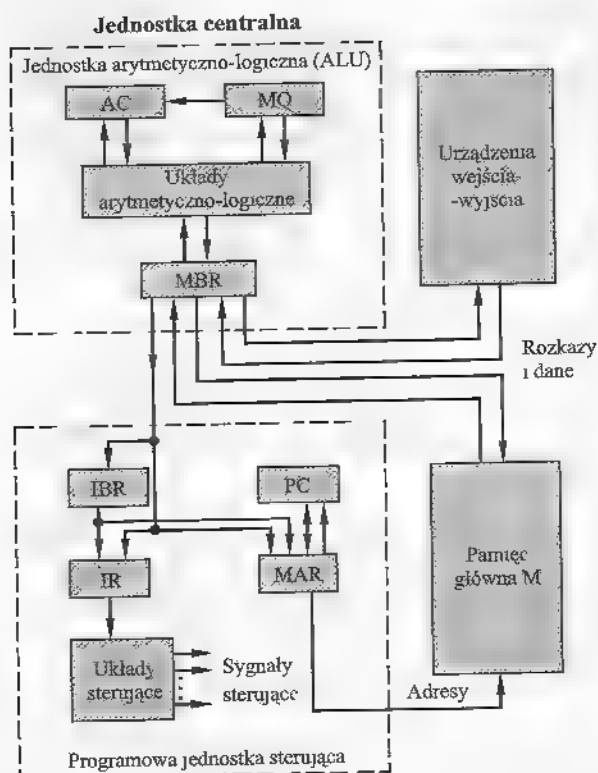 Jednostka centralna
Jednostka arytmetyczno-logiczna (ALU)
AC
MQ
Układy
arytmetyczno-logiczne
MBR
Urządzenia
wejścia-
-wyjścia
Rozkazy
i dane
IBR
PC
IR
MAR
Układy
sterujące
Sygnały
sterujące
Pamięć
główna M
Adresy
Programowa jednostka sterująca